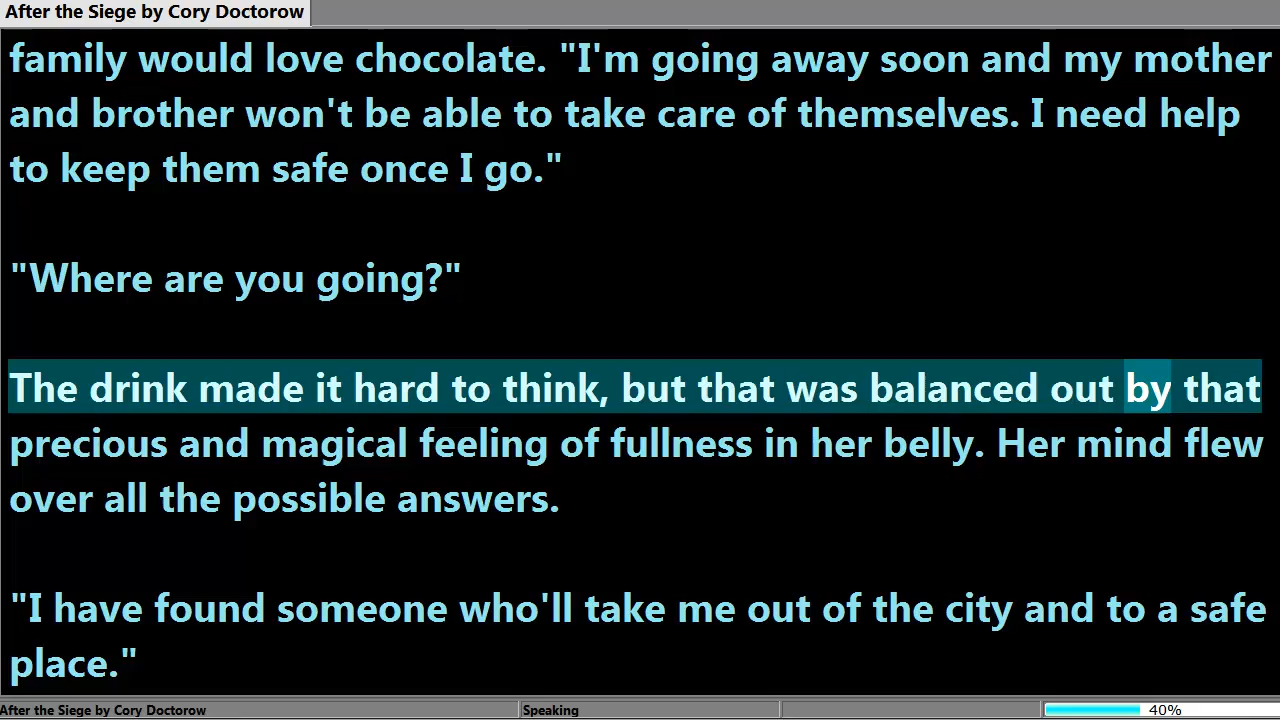 After the Siege by Cory Doctorow
family would love chocolate. "I'm going away soon and my mother
and brother won't be able to take care of themselves. I need help
to keep them safe once I go."
"Where are you going?"
The drink made it hard to think, but that was balanced out by that
precious and magical feeling of fullness in her belly. Her mind flew
over all the possible answers.
"I have found someone who'll take me out of the city and to a safe
place."
After the Siege by Cory Doctorow
Speaking
40%